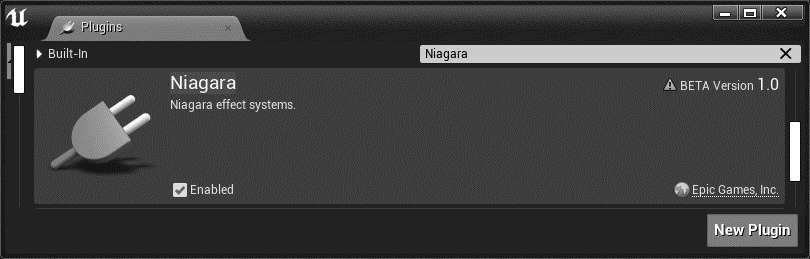 Plugins
Built-In
Niagara
Niagara
BETA Version 1.0
Niagara effect systems.
Enabled
Epic Games, Inc.
New Plugin